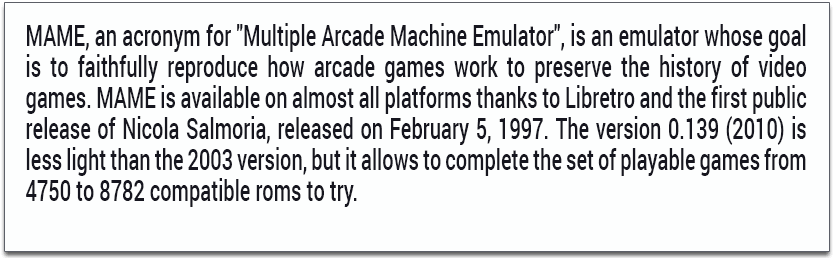 MAME, an acronym for "Multiple Arcade Machine Emulator", is an emulator whose goal
is to faithfully reproduce how arcade games work to preserve the history of video
games. MAME is available on almost all platforms thanks to Libretro and the first public
release of Nicola Salmoria, released on February 5, 1997. The version 0.139 (2010) is
less light than the 2003 version, but it allows to complete the set of playable games from
4750 to 8782 compatible roms to try.